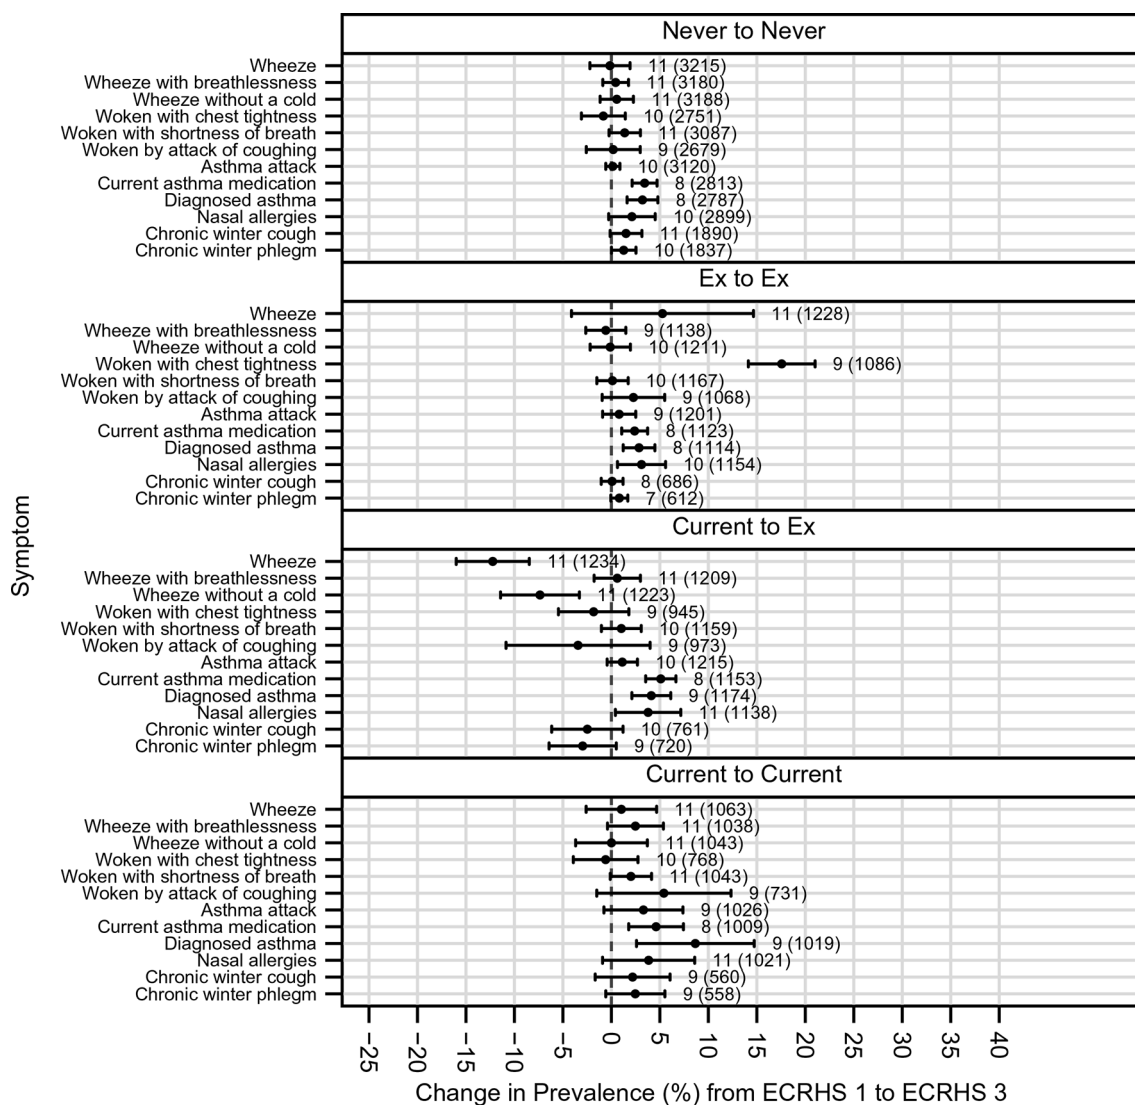 Never to Never
Wheeze 11 (3215)
Wheeze with breathlessness 11 (3180)
Wheeze without a cold 11 (3188)
Woken with chest tightness 10 (2751)
Woken with shortness of breath 11 (3087)
Woken by attack of coughing 9 (2679)
Asthma attack 10 (3120)
Current asthma medication 8 (2813)
Diagnosed asthma 8 (2787)
Nasal allergies 10 (2899)
Chronic winter cough 11 (1890)
Chronic winter phlegm 10 (1837)
Ex to Ex
Wheeze 11 (1228)
Wheeze with breathlessness 9 (1138)
Wheeze without a cold 10 (1211)
Woken with chest tightness 9 (1086)
Woken with shortness of breath 10 (1167)
Woken by attack of coughing 9 (1068)
Asthma attack 9 (1201)
Current asthma medication 8 (1123)
Diagnosed asthma 8 (1114)
Nasal allergies 10 (1154)
Chronic winter cough 8 (686)
Chronic winter phlegm 7 (612)
Symptom
Current to Ex
Wheeze 11 (1234)
Wheeze with breathlessness 11 (1209)
Wheeze without a cold 11 (1223)
Woken with chest tightness 9 (945)
Woken with shortness of breath 10 (1159)
Woken by attack of coughing 9 (973)
Asthma attack 10 (1215)
Current asthma medication 8 (1153)
Diagnosed asthma 9 (1174)
Nasal allergies 11 (1138)
Chronic winter cough 10 (761)
Chronic winter phlegm 9 (720)
Current to Current
Wheeze 11 (1063)
Wheeze with breathlessness 11 (1038)
Wheeze without a cold 11 (1043)
Woken with chest tightness 10 (768)
Woken with shortness of breath 11 (1043)
Woken by attack of coughing 9 (731)
Asthma attack 9 (1026)
Current asthma medication 8 (1009)
Diagnosed asthma 9 (1019)
Nasal allergies 11 (1021)
Chronic winter cough 9 (560)
Chronic winter phlegm 9 (558)
-25 -20 -15 -10 -5 0 5 10 15 20 25 30 35 40
Change in Prevalence (%) from ECRHS 1 to ECRHS 3